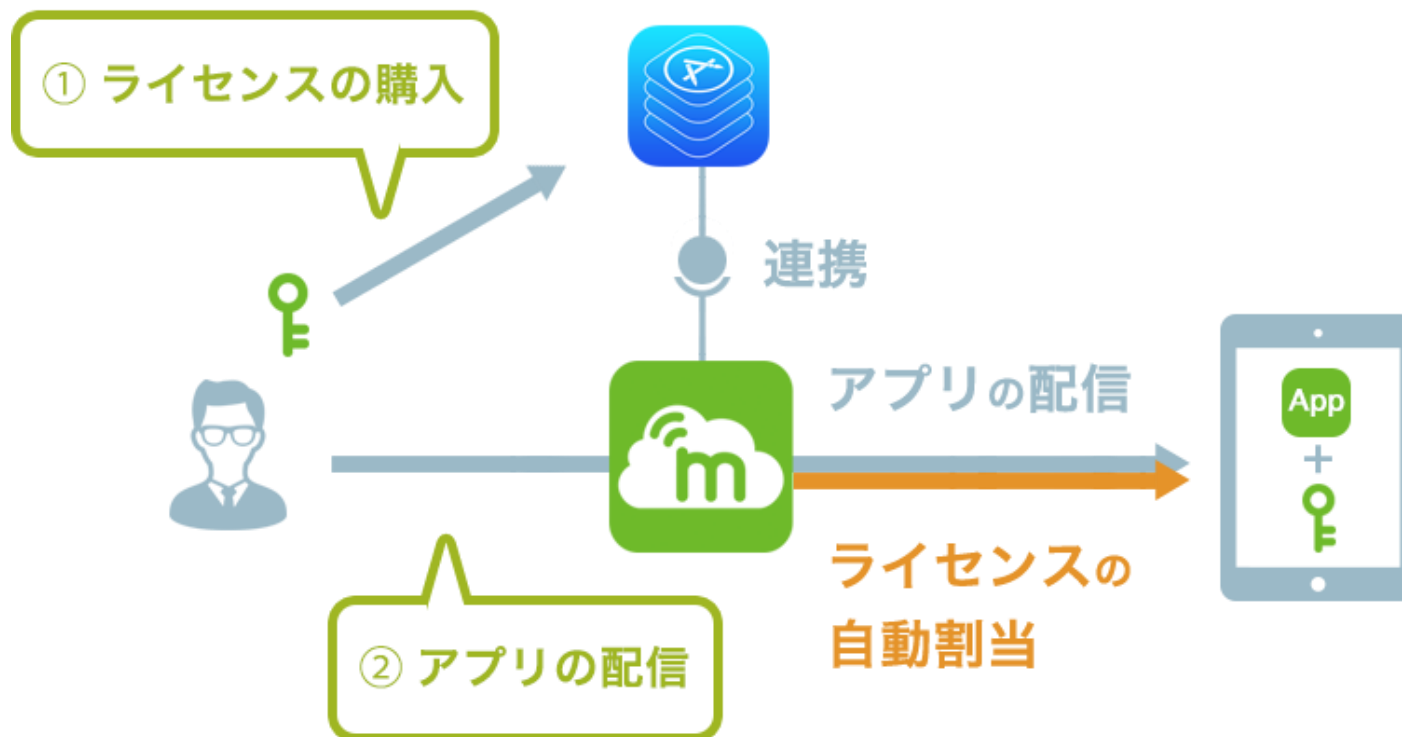 ① ライセンスの購入
連携
アプリの配信
App
+
m
ライセンスの
自動割当
② アプリの配信